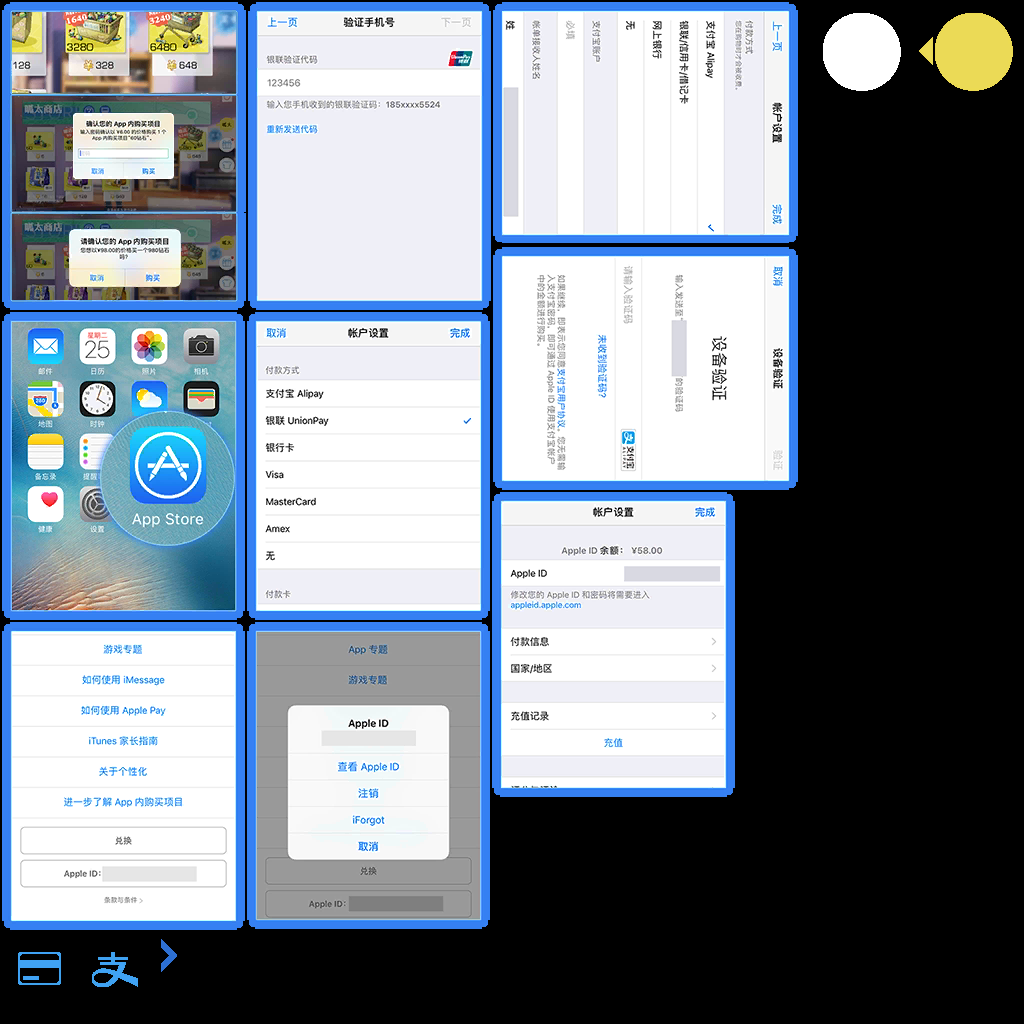 1640
3240
3280
6480
128
328
648
瓤太商店
确认您的 App 内购买项目
输入密码确认以 ¥6.00 的价格购买 1 个
App 内购买项目“60钻石”。
取消
购买
请确认您的 App 内购买项目
您想以¥98.00的价格买一个980钻石
吗?
取消
购买
上一页
验证手机号
下一页
银联验证代码
UnionPay
银联
123456
输入您手机收到的银联验证码：185xxxx5524
重新发送代码
上一页
帐户设置
完成
付款方式
您在购物时才会被收费。
支付宝 Alipay
银联/信用卡/借记卡
网上银行
无
支付宝账户
必填
帐单接收人姓名
姓
邮件
星期二
25
日历
照片
相机
280
地图
时钟
备忘录
提醒
健康
设置
App Store
取消
帐户设置
完成
付款方式
支付宝 Alipay
银联 UnionPay
银行卡
Visa
MasterCard
Amex
无
付款卡
取消
设备验证
验证
设备验证
输入发送至
的验证码
支付宝
请输入验证码
未收到验证码?
如果继续，即表示您同意支付宝用户协议。您无需输
入支付宝密码，即可通过 Apple ID 使用支付宝帐户
中的金额进行购买。
帐户设置
完成
Apple ID 余额： ¥58.00
Apple ID
修改您的 Apple ID 和密码将需要进入
appleid.apple.com
付款信息
国家/地区
充值记录
充值
游戏专题
如何使用 iMessage
如何使用 Apple Pay
iTunes 家长指南
关于个性化
进一步了解 App 内购买项目
兑换
Apple ID:
条款与条件 >
App 专题
游戏专题
Apple ID
查看 Apple ID
注销
iForgot
取消
兑换
Apple ID:
支